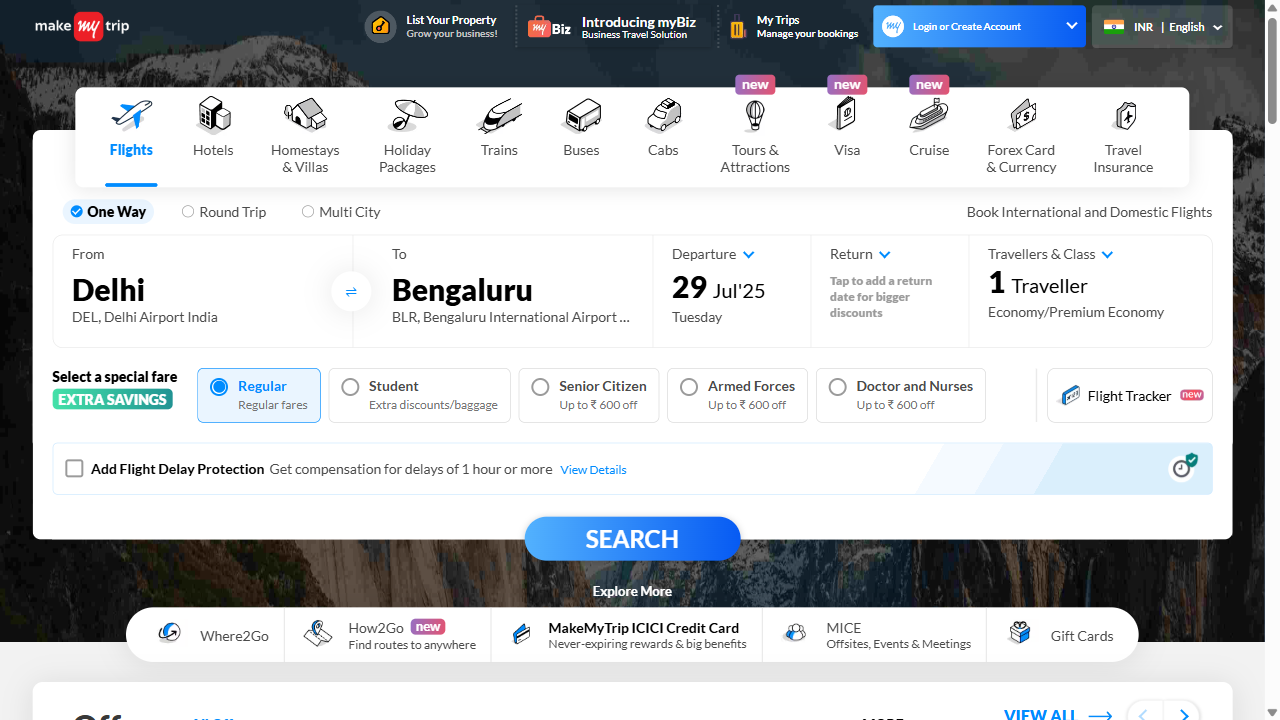 make my trip
List Your Property
Grow your business!
my Biz
Introducing myBiz
Business Travel Solution
My Trips
Manage your bookings
my
Login or Create Account
INR | English
new
new
new
Flights
Hotels
Homestays
& Villas
Holiday
Packages
Trains
Buses
Cabs
Tours &
Attractions
Visa
Cruise
Forex Card
& Currency
Travel
Insurance
One Way
Round Trip
Multi City
Book International and Domestic Flights
From
Delhi
DEL, Delhi Airport India
To
Bengaluru
BLR, Bengaluru International Airport ...
Departure
29 Jul'25
Tuesday
Return
Tap to add a return
date for bigger
discounts
Travellers & Class
1 Traveller
Economy/Premium Economy
Select a special fare
EXTRA SAVINGS
Regular
Regular fares
Student
Extra discounts/baggage
Senior Citizen
Up to ₹ 600 off
Armed Forces
Up to ₹ 600 off
Doctor and Nurses
Up to ₹ 600 off
Flight Tracker new
Add Flight Delay Protection Get compensation for delays of 1 hour or more View Details
SEARCH
Explore More
Where2Go
How2Go new
Find routes to anywhere
MakeMyTrip ICICI Credit Card
Never-expiring rewards & big benefits
MICE
Offsites, Events & Meetings
Gift Cards
VIEW ALL